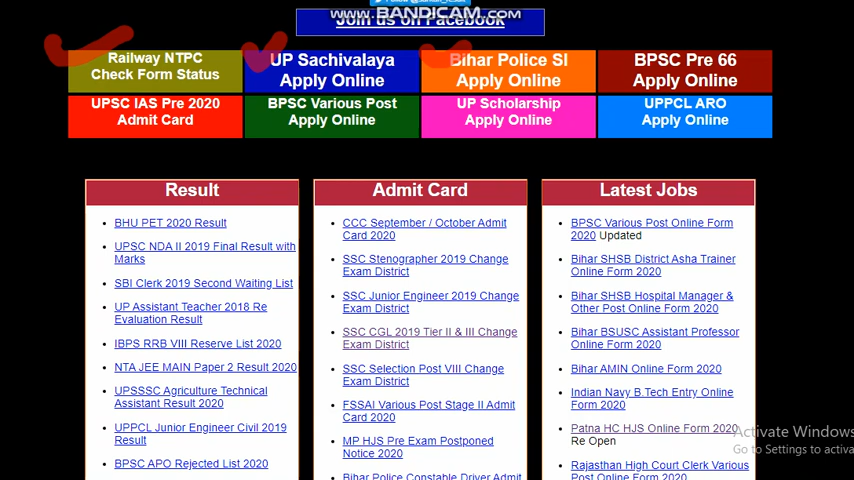 www.BANDICAM.com
Join us on Facebook
Railway NTPC
Check Form Status
UP Sachivalaya
Apply Online
Bihar Police SI
Apply Online
BPSC Pre 66
Apply Online
UPSC IAS Pre 2020
Admit Card
BPSC Various Post
Apply Online
UP Scholarship
Apply Online
UPPCL ARO
Apply Online
Result
BHU PET 2020 Result
UPSC NDA II 2019 Final Result with
Marks
SBI Clerk 2019 Second Waiting List
UP Assistant Teacher 2018 Re
Evaluation Result
IBPS RRB VIII Reserve List 2020
NTA JEE MAIN Paper 2 Result 2020
UPSSSC Agriculture Technical
Assistant Result 2020
UPPCL Junior Engineer Civil 2019
Result
BPSC APO Rejected List 2020
Admit Card
CCC September / October Admit
Card 2020
SSC Stenographer 2019 Change
Exam District
SSC Junior Engineer 2019 Change
Exam District
SSC CGL 2019 Tier II & III Change
Exam District
SSC Selection Post VIII Change
Exam District
FSSAI Various Post Stage II Admit
Card 2020
MP HJS Pre Exam Postponed
Notice 2020
Bihar Police Constable Driver Admit
Latest Jobs
BPSC Various Post Online Form
2020 Updated
Bihar SHSB District Asha Trainer
Online Form 2020
Bihar SHSB Hospital Manager &
Other Post Online Form 2020
Bihar BSUSC Assistant Professor
Online Form 2020
Bihar AMIN Online Form 2020
Indian Navy B.Tech Entry Online
Form 2020
Patna HC HJS Online Form 2020
Re Open
Rajasthan High Court Clerk Various
Post Online Form 2020
Activate Windows
Go to Settings to activa